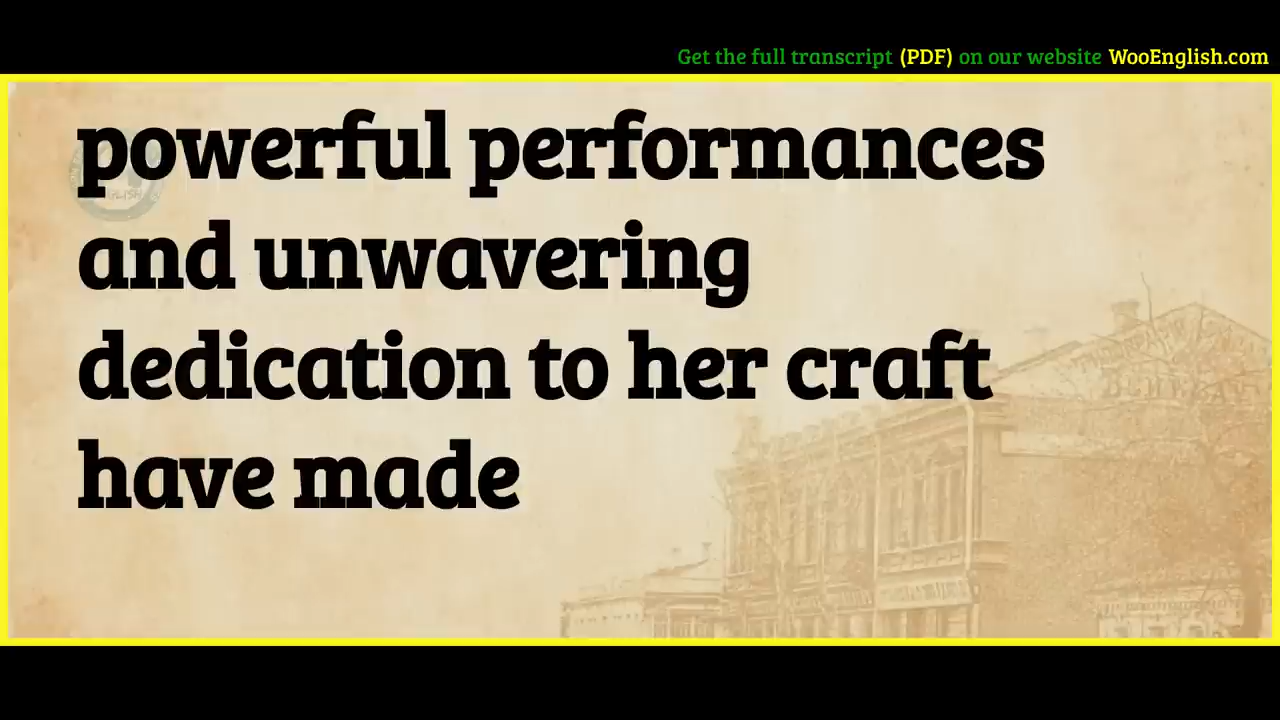 Get the full transcript (PDF) on our website WooEnglish.com
powerful performances
and unwavering
dedication to her craft
have made